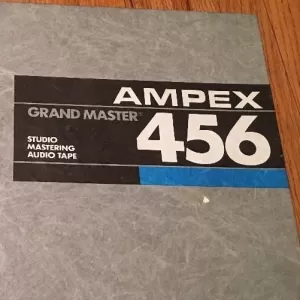 AMPEX
GRAND MASTER®
456
STUDIO
MASTERING
AUDIO TAPE